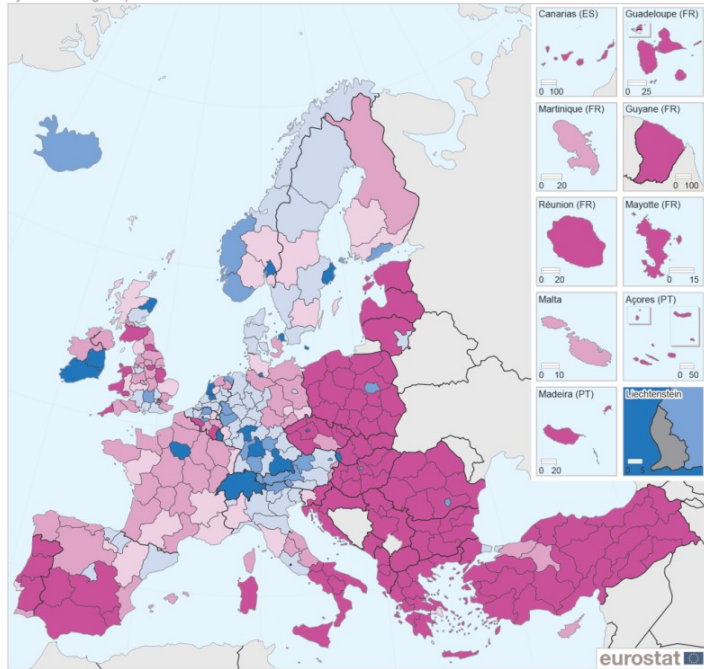 Canarias (ES)
0 100
Guadeloupe (FR)
0 25
Martinique (FR)
0 20
Guyane (FR)
0 100
Réunion (FR)
0 20
Mayotte (FR)
0 15
Malta
0 10
Açores (PT)
0 50
Madeira (PT)
0 20
Liechtenstein
eurostat